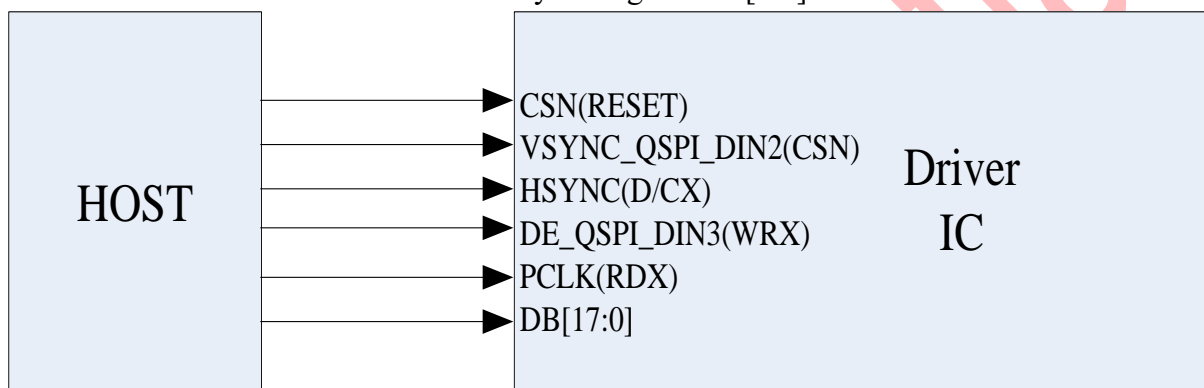 HOST
CSN(RESET)
VSYNC_QSPI_DIN2(CSN)
HSYNC(D/CX)
DE_QSPI_DIN3(WRX)
PCLK(RDX)
DB[17:0]
Driver
IC